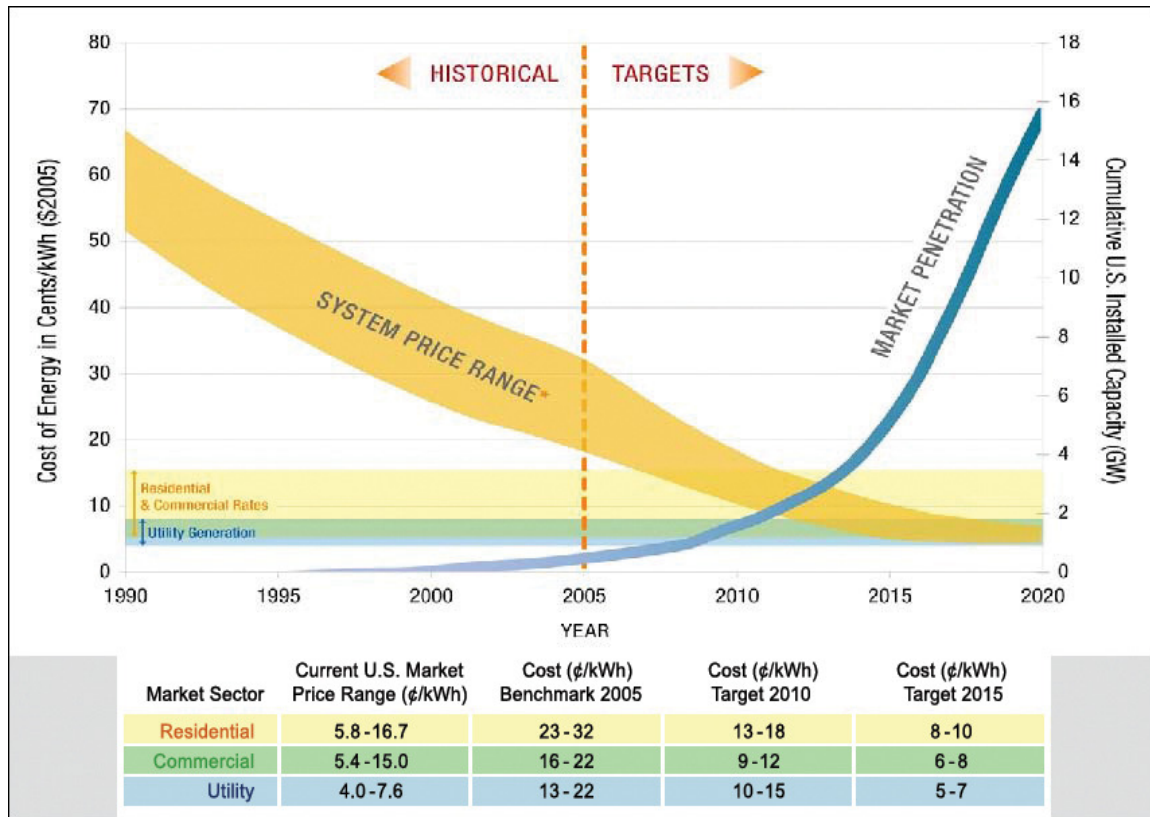 HISTORICAL TARGETS
80
70
60
50
40
30
20
10
0
Cost of Energy in Cents/kWh ($2005)
18
16
14
12
10
8
6
4
2
0
Cumulative U.S. Installed Capacity (GW)
SYSTEM PRICE RANGE*
MARKET PENETRATION
Residential
& Commercial Rates
Utility Generation
1990 1995 2000 2005 2010 2015 2020
YEAR
Market Sector
Current U.S. Market
Price Range (¢/kWh)
Cost (¢/kWh)
Benchmark 2005
Cost (¢/kWh)
Target 2010
Cost (¢/kWh)
Target 2015
Residential 5.8-16.7 23-32 13-18 8-10
Commercial 5.4-15.0 16-22 9-12 6-8
Utility 4.0-7.6 13-22 10-15 5-7